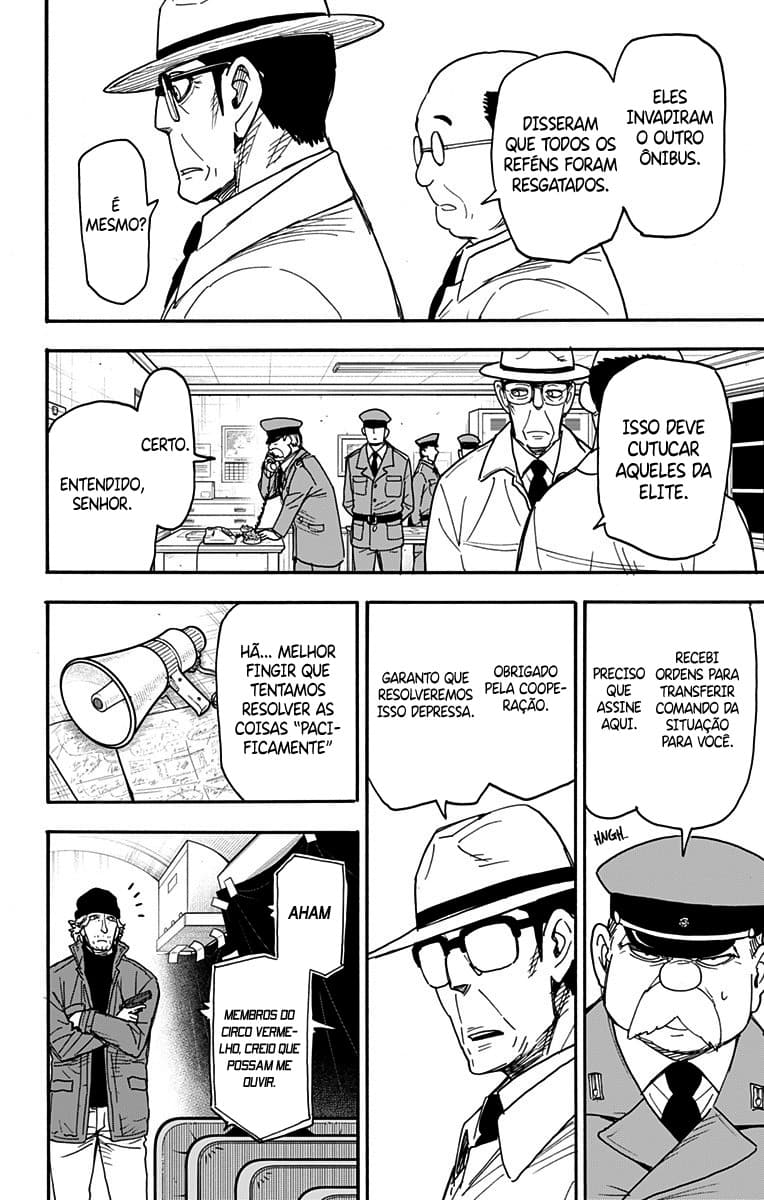 ELES
INVADIRAM
O OUTRO
ÔNIBUS.
DISSERAM
QUE TODOS OS
REFÉNS FORAM
RESGATADOS.
É
MESMO?
ISSO DEVE
CUTUCAR
AQUELES DA
ELITE.
CERTO.
ENTENDIDO,
SENHOR.
RECEBI
ORDENS PARA
TRANSFERIR
COMANDO DA
SITUAÇÃO
PARA VOCÊ.
PRECISO
QUE
ASSINE
AQUI.
HNGH...
OBRIGADO
PELA COOPE-
RAÇÃO.
GARANTO QUE
RESOLVEREMOS
ISSO DEPRESSA.
HÃ... MELHOR
FINGIR QUE
TENTAMOS
RESOLVER AS
COISAS “PACI-
FICAMENTE”
AHAM
MEMBROS DO
CIRCO VERME-
LHO, CREIO QUE
POSSAM ME
OUVIR.